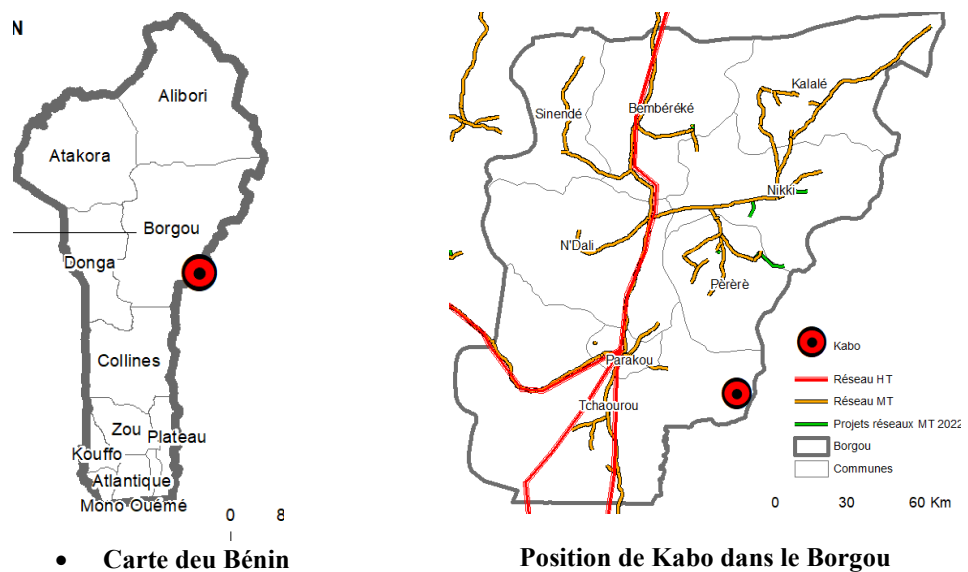 N
Alibori
Atakora
Borgou
Donga
Collines
Zou
Plateau
Kouffo
Atlantique
Mono Ouémé
0 8
• Carte deu Bénin
Kalalé
Sinendé
Bembéréké
Nikki
N'Dali
Pèrèrè
Parakou
Tchaourou
Kabo
Réseau HT
Réseau MT
Projets réseaux MT 2022
Borgou
Communes
0 30 60 Km
Position de Kabo dans le Borgou